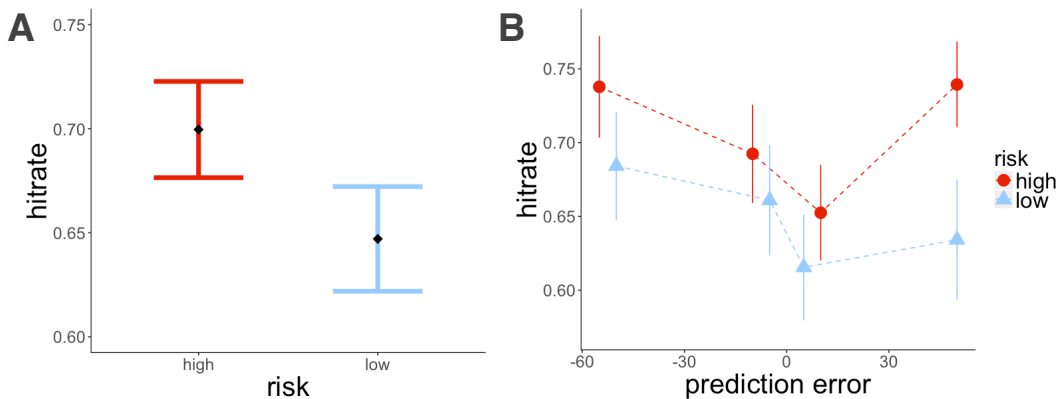 A
hitrate
0.75
0.70
0.65
0.60
high
low
risk
B
hitrate
0.75
0.70
0.65
0.60
-60
-30
0
30
prediction error
risk
high
low